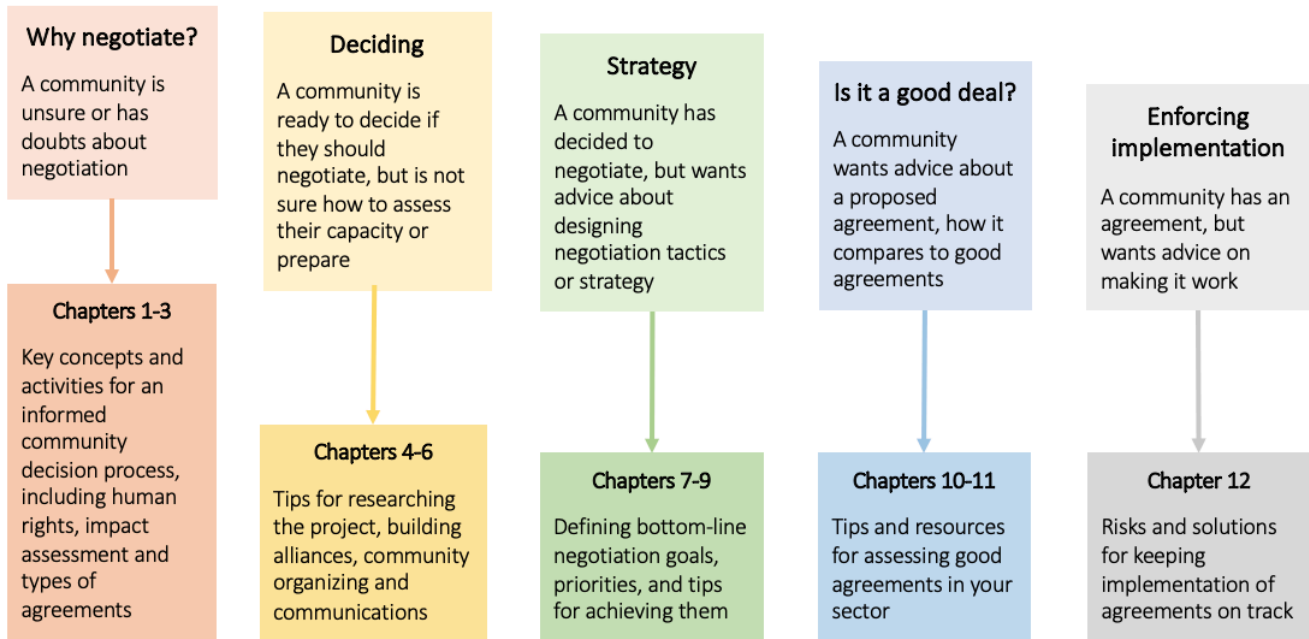 Why negotiate?
A community is
unsure or has
doubts about
negotiation
Chapters 1-3
Key concepts and
activities for an
informed
community
decision process,
including human
rights, impact
assessment and
types of
agreements
Deciding
A community is
ready to decide if
they should
negotiate, but is not
sure how to assess
their capacity or
prepare
Chapters 4-6
Tips for researching
the project, building
alliances, community
organizing and
communications
Strategy
A community has
decided to
negotiate, but wants
advice about
designing
negotiation tactics
or strategy
Chapters 7-9
Defining bottom-line
negotiation goals,
priorities, and tips
for achieving them
Is it a good deal?
A community
wants advice about
a proposed
agreement, how it
compares to good
agreements
Chapters 10-11
Tips and resources
for assessing good
agreements in your
sector
Enforcing
implementation
A community has an
agreement, but
wants advice on
making it work
Chapter 12
Risks and solutions
for keeping
implementation of
agreements on track